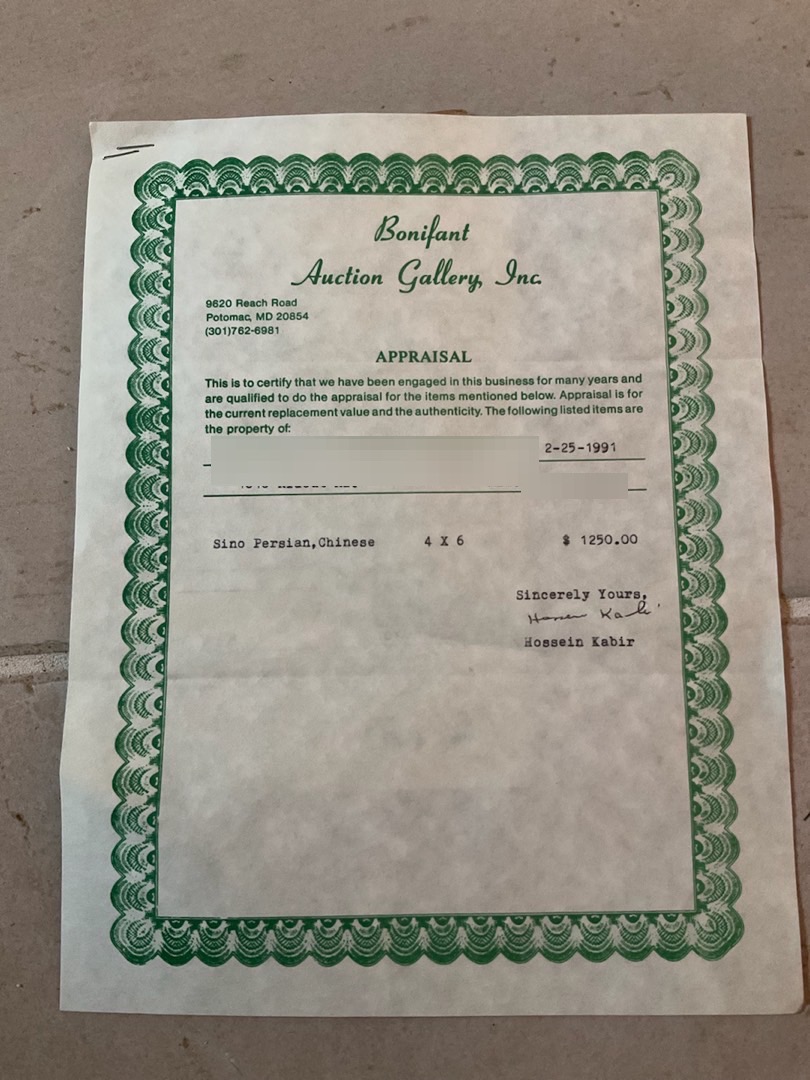 Bonifant
Auction Gallery, Inc.
9620 Reach Road
Potomac, MD 20854
(301)762-6981
APPRAISAL
This is to certify that we have been engaged in this business for many years and
are qualified to do the appraisal for the items mentioned below. Appraisal is for
the current replacement value and the authenticity. The following listed items are
the property of:
2-25-1991
Sino Persian,Chinese 4 X 6 $ 1250.00
Sincerely Yours,
Hossein Kabir